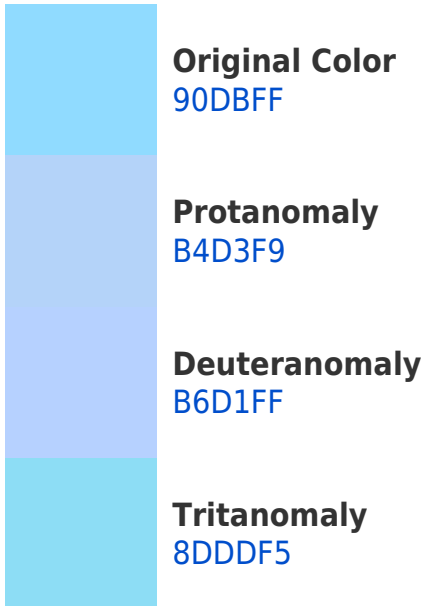 Original Color
90DBFF
Protanomaly
B4D3F9
Deuteranomaly
B6D1FF
Tritanomaly
8DDDF5